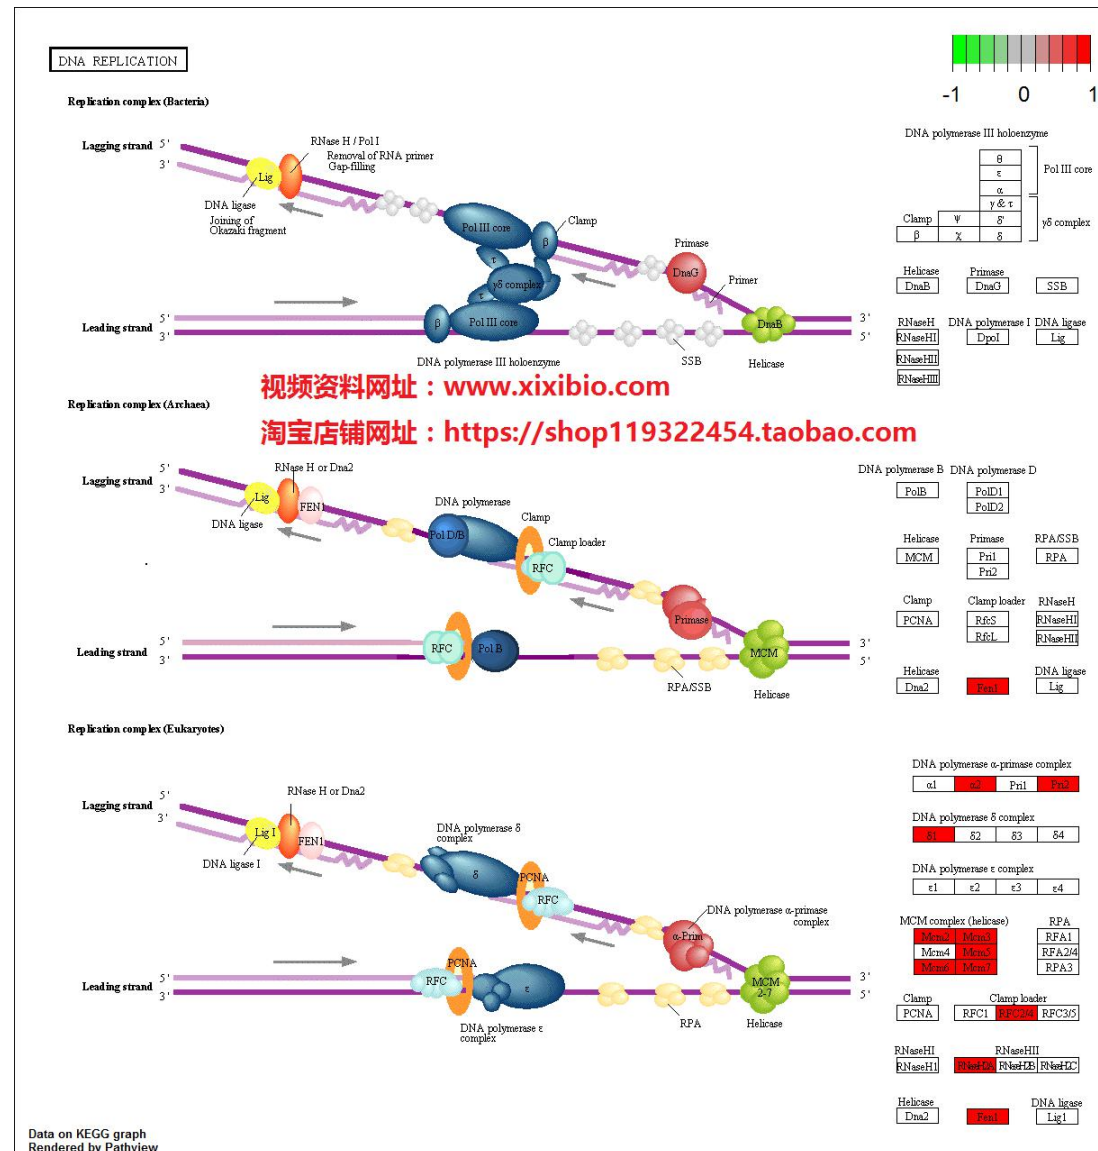 DNA REPLICATION
-1 0 1
Replication complex (Bacteria)
Lagging strand 5' 3'
Lig
RNase H / Pol I
Removal of RNA primer
Gap-filling
DNA ligase
Joining of
Okazaki fragment
Pol III core
Clamp
β
τ
γδ complex
τ
Primase
DnaG
Primer
Leading strand
β
Pol III core
SSB
DnaB
Helicase
3'
5'
DNA polymerase III holoenzyme
DNA polymerase III holoenzyme
θ
ε
α
Pol III core
γ & τ
Clamp ψ δ'
β χ δ
γδ complex
Helicase Primase
DnaB DnaG SSB
RNaseH DNA polymerase I DNA ligase
RNaseHI DpoI Lig
RNaseHII
RNaseHIII
视频资料网址：www.xixibio.com
淘宝店铺网址：https://shop119322454.taobao.com
Replication complex (Archaea)
Lagging strand 5' 3'
Lig
RNase H or Dna2
FEN1
DNA ligase
DNA polymerase
Pol D/B
Clamp
Clamp loader
RFC
Primase
Leading strand 5' 3'
RFC
Pol B
RPA/SSB
MCM
Helicase
3'
5'
DNA polymerase B DNA polymerase D
PolB PolD1
PolD2
Helicase Primase RPA/SSB
MCM Pri1 RPA
Pri2
Clamp Clamp loader RNaseH
PCNA RfcS RNaseHI
RfcL RNaseHII
Helicase DNA ligase
Dna2 Fen1 Lig
Replication complex (Eukaryotes)
Lagging strand 5' 3'
Lig I
RNase H or Dna2
FEN1
DNA ligase I
DNA polymerase δ
complex
δ
PCNA
RFC
DNA polymerase α-primase
complex
α-Prim
Leading strand 5' 3'
RFC
PCNA
ε
DNA polymerase ε
complex
RPA
MCM
2-7
Helicase
3'
5'
DNA polymerase α-primase complex
α1 α2 Pri1 Pri2
DNA polymerase δ complex
δ1 δ2 δ3 δ4
DNA polymerase ε complex
ε1 ε2 ε3 ε4
MCM complex (helicase) RPA
Mcm2 Mcm3 RFA1
Mcm4 Mcm5 RFA2/4
Mcm6 Mcm7 RPA3
Clamp Clamp loader
PCNA RFC1 RFC2/4 RFC3/5
RNaseHI RNaseHII
RNaseH1 RNaseH2A RNaseH2B RNaseH2C
Helicase DNA ligase
Dna2 Fen1 Lig1
Data on KEGG graph
Rendered by Pathview